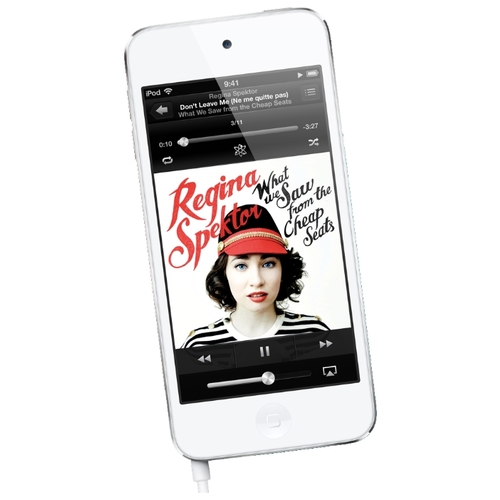 iPod 9:41
Regina Spektor
Don't Leave Me (Ne me quitte pas)
What We Saw from the Cheap Seats
3/11
0:10 -3:27
Regina
Spektor
What
we Saw
from the
Cheap
Seats